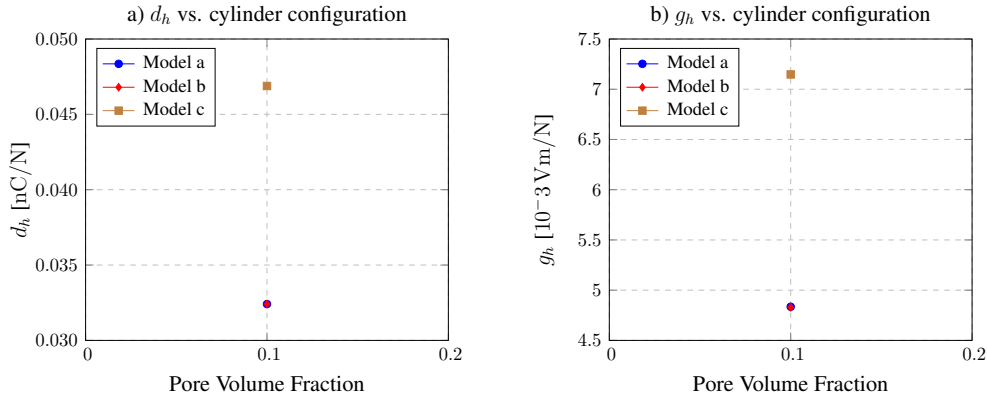 a) d_h vs. cylinder configuration
0.050
0.045
0.040
0.035
0.030
d_h [nC/N]
Model a
Model b
Model c
0
0.1
0.2
Pore Volume Fraction
b) g_h vs. cylinder configuration
7.5
7
6.5
6
5.5
5
4.5
g_h [10⁻3 Vm/N]
Model a
Model b
Model c
0
0.1
0.2
Pore Volume Fraction